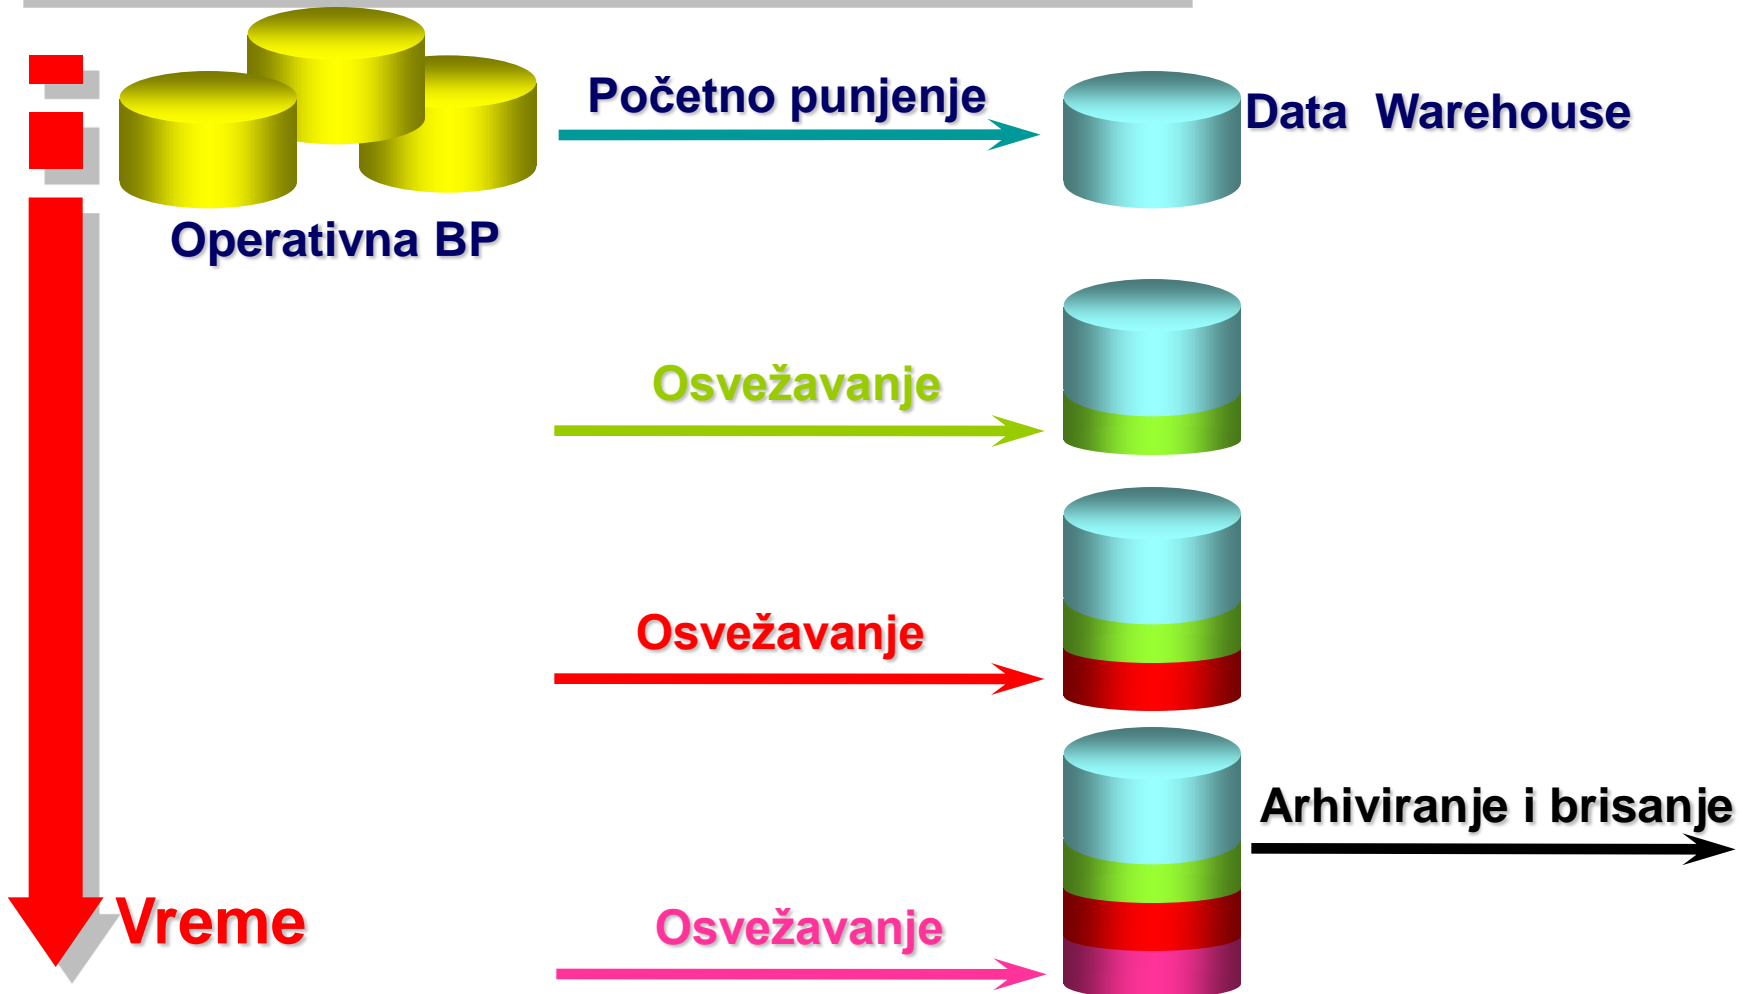 Početno punjenje
Data Warehouse
Operativna BP
Osvežavanje
Osvežavanje
Arhiviranje i brisanje
Vreme
Osvežavanje